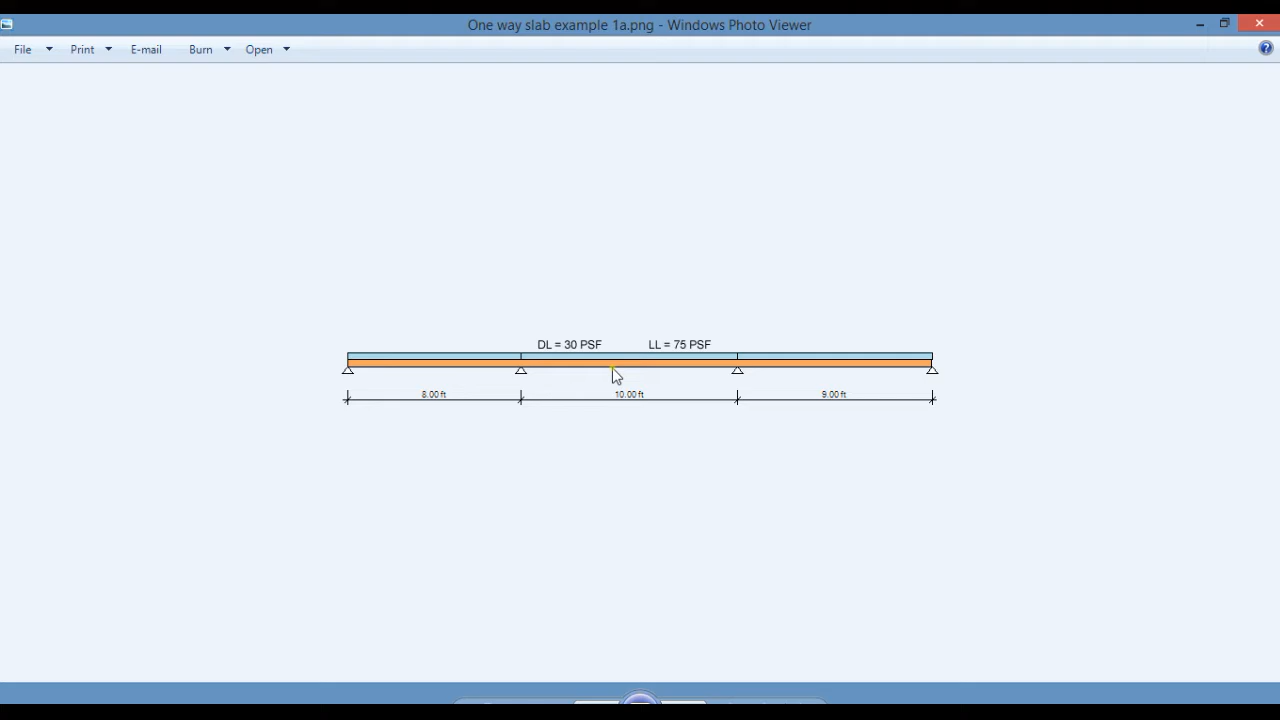 One way slab example 1a.png - Windows Photo Viewer
File Print E-mail Burn Open
DL = 30 PSF LL = 75 PSF
8.00 ft 10.00 ft 9.00 ft